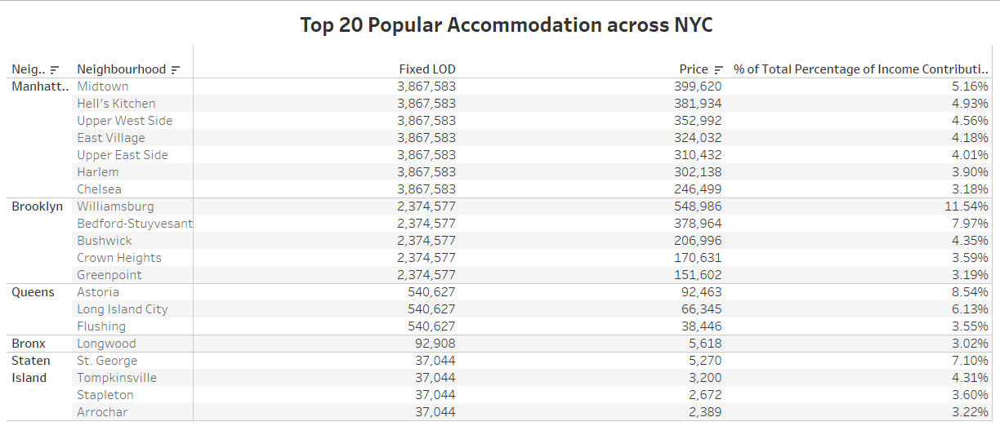 Top 20 Popular Accommodation across NYC
Neig.. Neighbourhood Fixed LOD Price % of Total Percentage of Income Contributi..
Manhatt.. Midtown 3,867,583 399,620 5.16%
Hell's Kitchen 3,867,583 381,934 4.93%
Upper West Side 3,867,583 352,992 4.56%
East Village 3,867,583 324,032 4.18%
Upper East Side 3,867,583 310,432 4.01%
Harlem 3,867,583 302,138 3.90%
Chelsea 3,867,583 246,499 3.18%
Brooklyn Williamsburg 2,374,577 548,986 11.54%
Bedford-Stuyvesant 2,374,577 378,964 7.97%
Bushwick 2,374,577 206,996 4.35%
Crown Heights 2,374,577 170,631 3.59%
Greenpoint 2,374,577 151,602 3.19%
Queens Astoria 540,627 92,463 8.54%
Long Island City 540,627 66,345 6.13%
Flushing 540,627 38,446 3.55%
Bronx Longwood 92,908 5,618 3.02%
Staten St. George 37,044 5,270 7.10%
Island Tompkinsville 37,044 3,200 4.31%
Stapleton 37,044 2,672 3.60%
Arrochar 37,044 2,389 3.22%